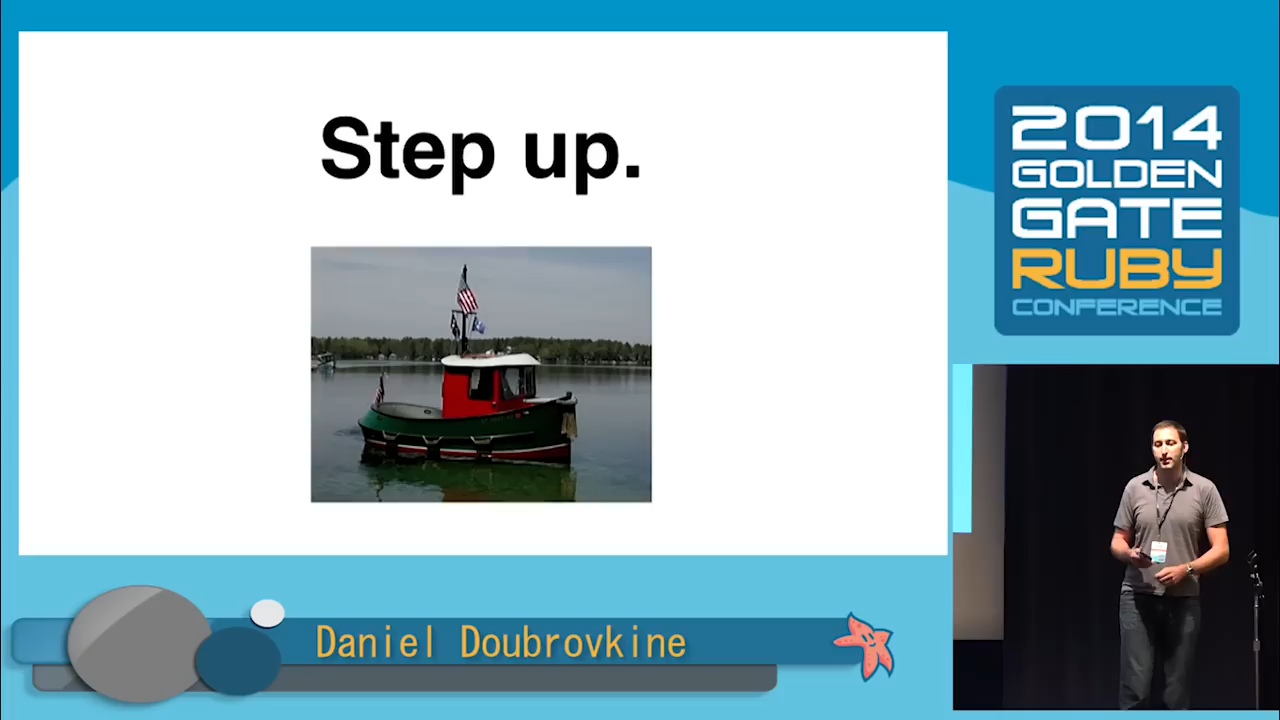 Step up.
2014
GOLDEN
GATE
RUBY
CONFERENCE
Daniel Doubrovkine